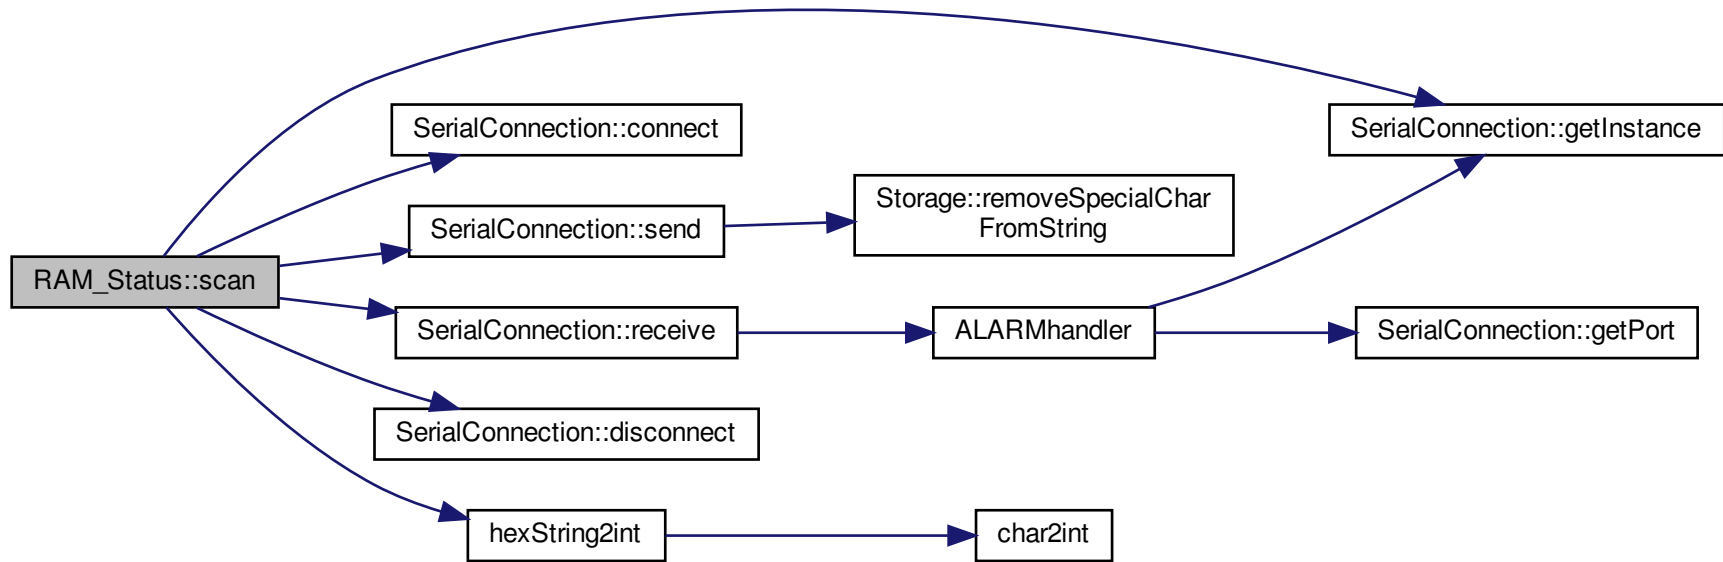 SerialConnection::connect
SerialConnection::getInstance
Storage::removeSpecialChar
FromString
SerialConnection::send
RAM_Status::scan
SerialConnection::receive
ALARMhandler
SerialConnection::getPort
SerialConnection::disconnect
hexString2int
char2int